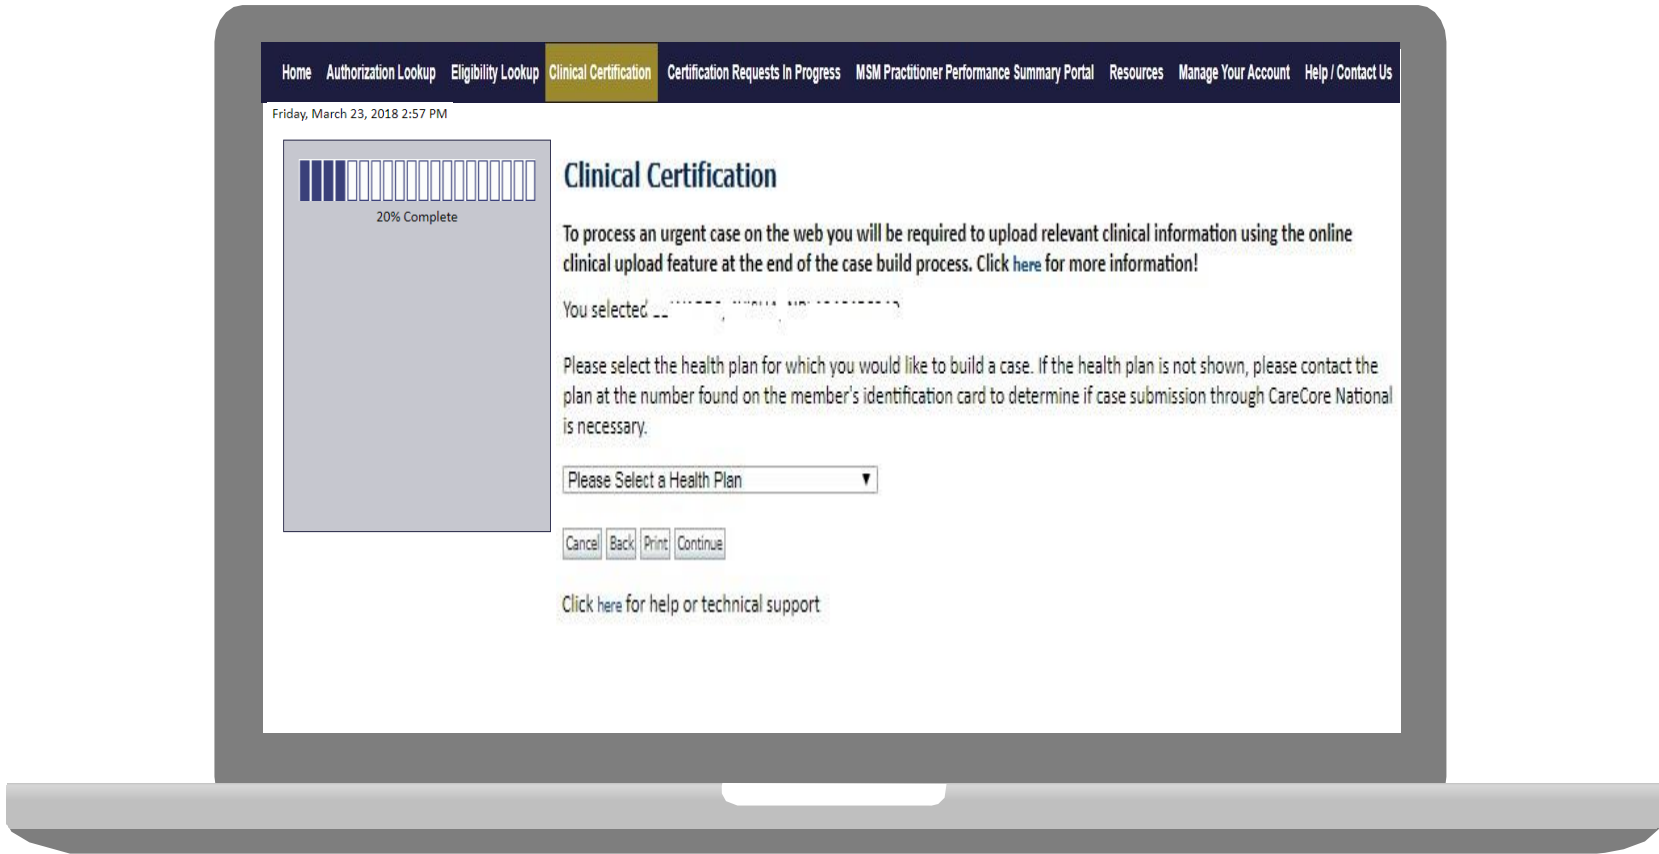 Home Authorization Lookup Eligibility Lookup Clinical Certification Certification Requests In Progress MSM Practitioner Performance Summary Portal Resources Manage Your Account Help / Contact Us
Friday, March 23, 2018 2:57 PM
20% Complete
Clinical Certification
To process an urgent case on the web you will be required to upload relevant clinical information using the online
clinical upload feature at the end of the case build process. Click here for more information!
You selected
Please select the health plan for which you would like to build a case. If the health plan is not shown, please contact the
plan at the number found on the member's identification card to determine if case submission through CareCore National
is necessary.
Please Select a Health Plan
Cancel Back Print Continue
Click here for help or technical support